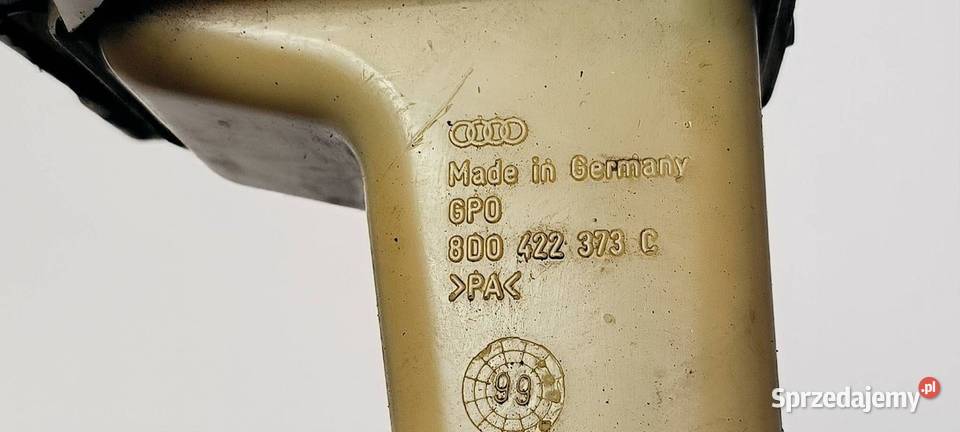 Made in Germany
GPO
8D0 422 373 C
>PA<
99
Sprzedajemy.pl